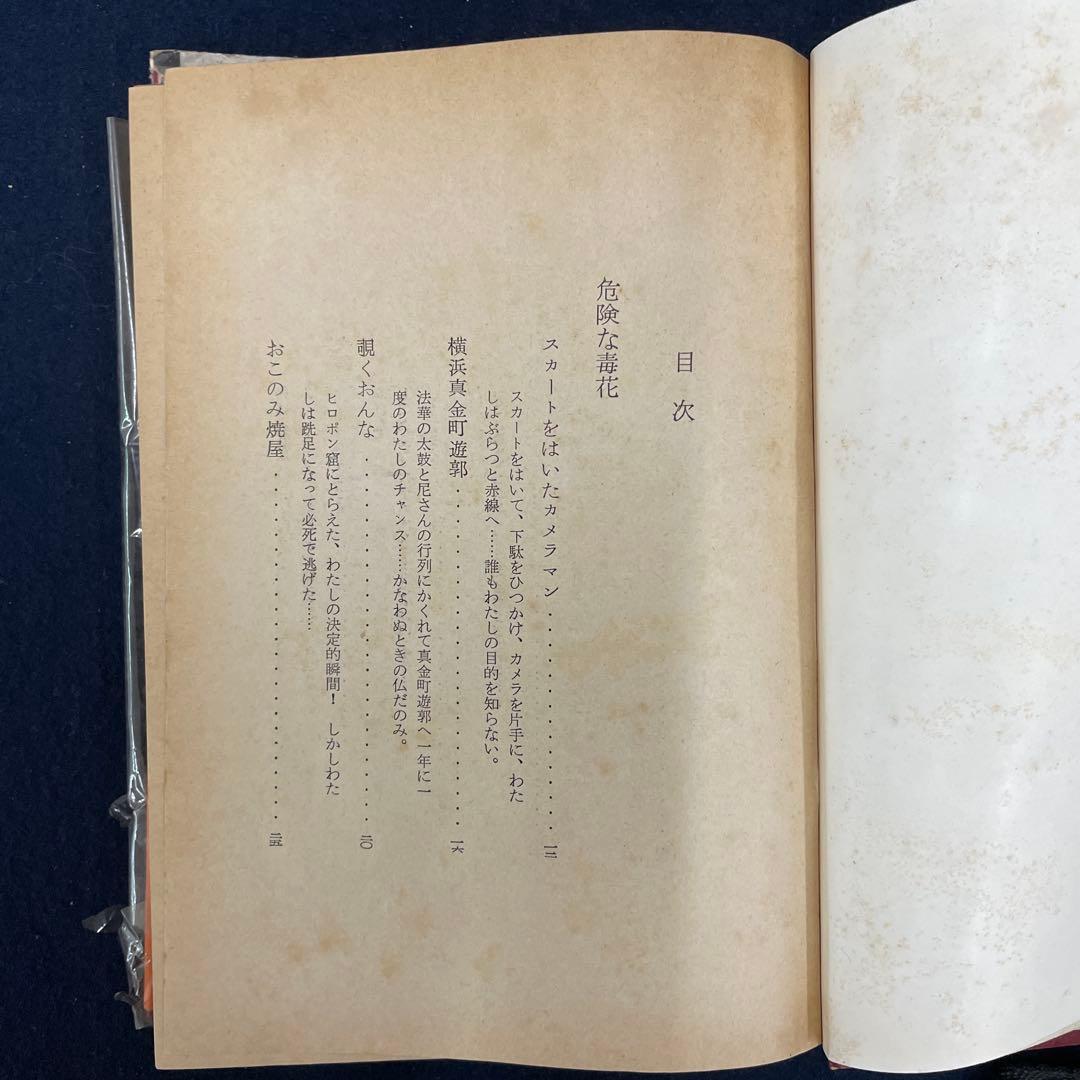 目次
危険な毒花
スカートをはいたカメラマン・・・・・・・・・・・・一二
スカートをはいて、下駄をひつかけ、カメラを片手に、わた
しはぶらつと赤線へ……誰もわたしの目的を知らない。
横浜真金町遊郭・・・・・・・・・・・・・・・・・一六
法華の太鼓と尼さんの行列にかくれて真金町遊郭へ一年に一
度のわたしのチャンス……かなわぬときの仏だのみ。
覗くおんな・・・・・・・・・・・・・・・・・・・二〇
ヒロポン窟にとらえた、わたしの決定的瞬間！　しかしわた
しは跣足になって必死で逃げた……
おこのみ焼屋・・・・・・・・・・・・・・・・・・二五